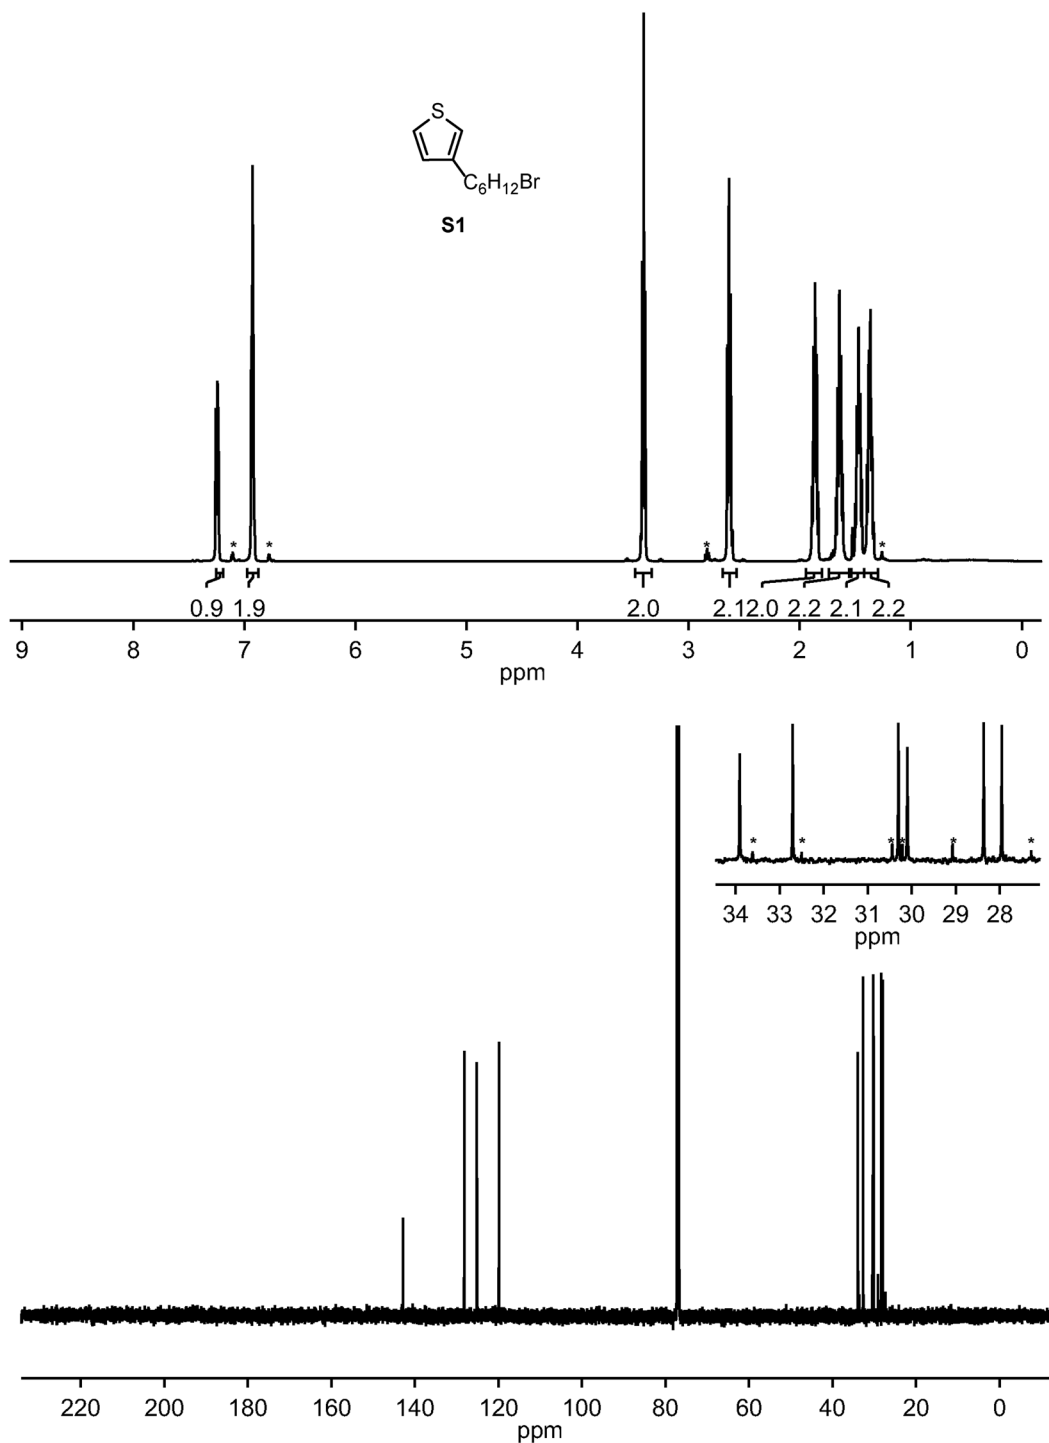 S
C₆H₁₂Br
S1
* * * *
0.9 1.9 2.0 2.1 2.0 2.2 2.1 2.2
9 8 7 6 5 4 3 2 1 0
ppm
* * * * * *
34 33 32 31 30 29 28
ppm
220 200 180 160 140 120 100 80 60 40 20 0
ppm